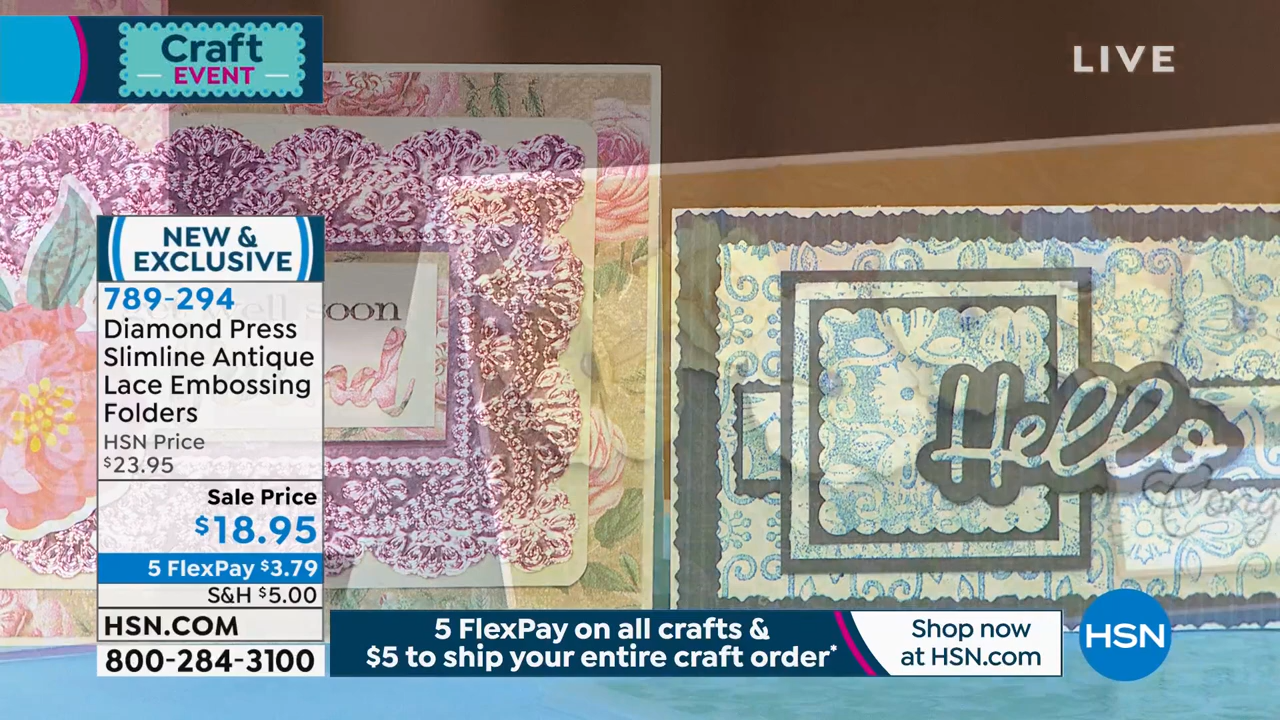 Craft
EVENT
LIVE
NEW &
EXCLUSIVE
789-294
Diamond Press
Slimline Antique
Lace Embossing
Folders
HSN Price
$23.95
Sale Price
$18.95
5 FlexPay $3.79
S&H $5.00
HSN.COM
800-284-3100
well soon
Hello
5 FlexPay on all crafts &
$5 to ship your entire craft order*
Shop now
at HSN.com
HSN